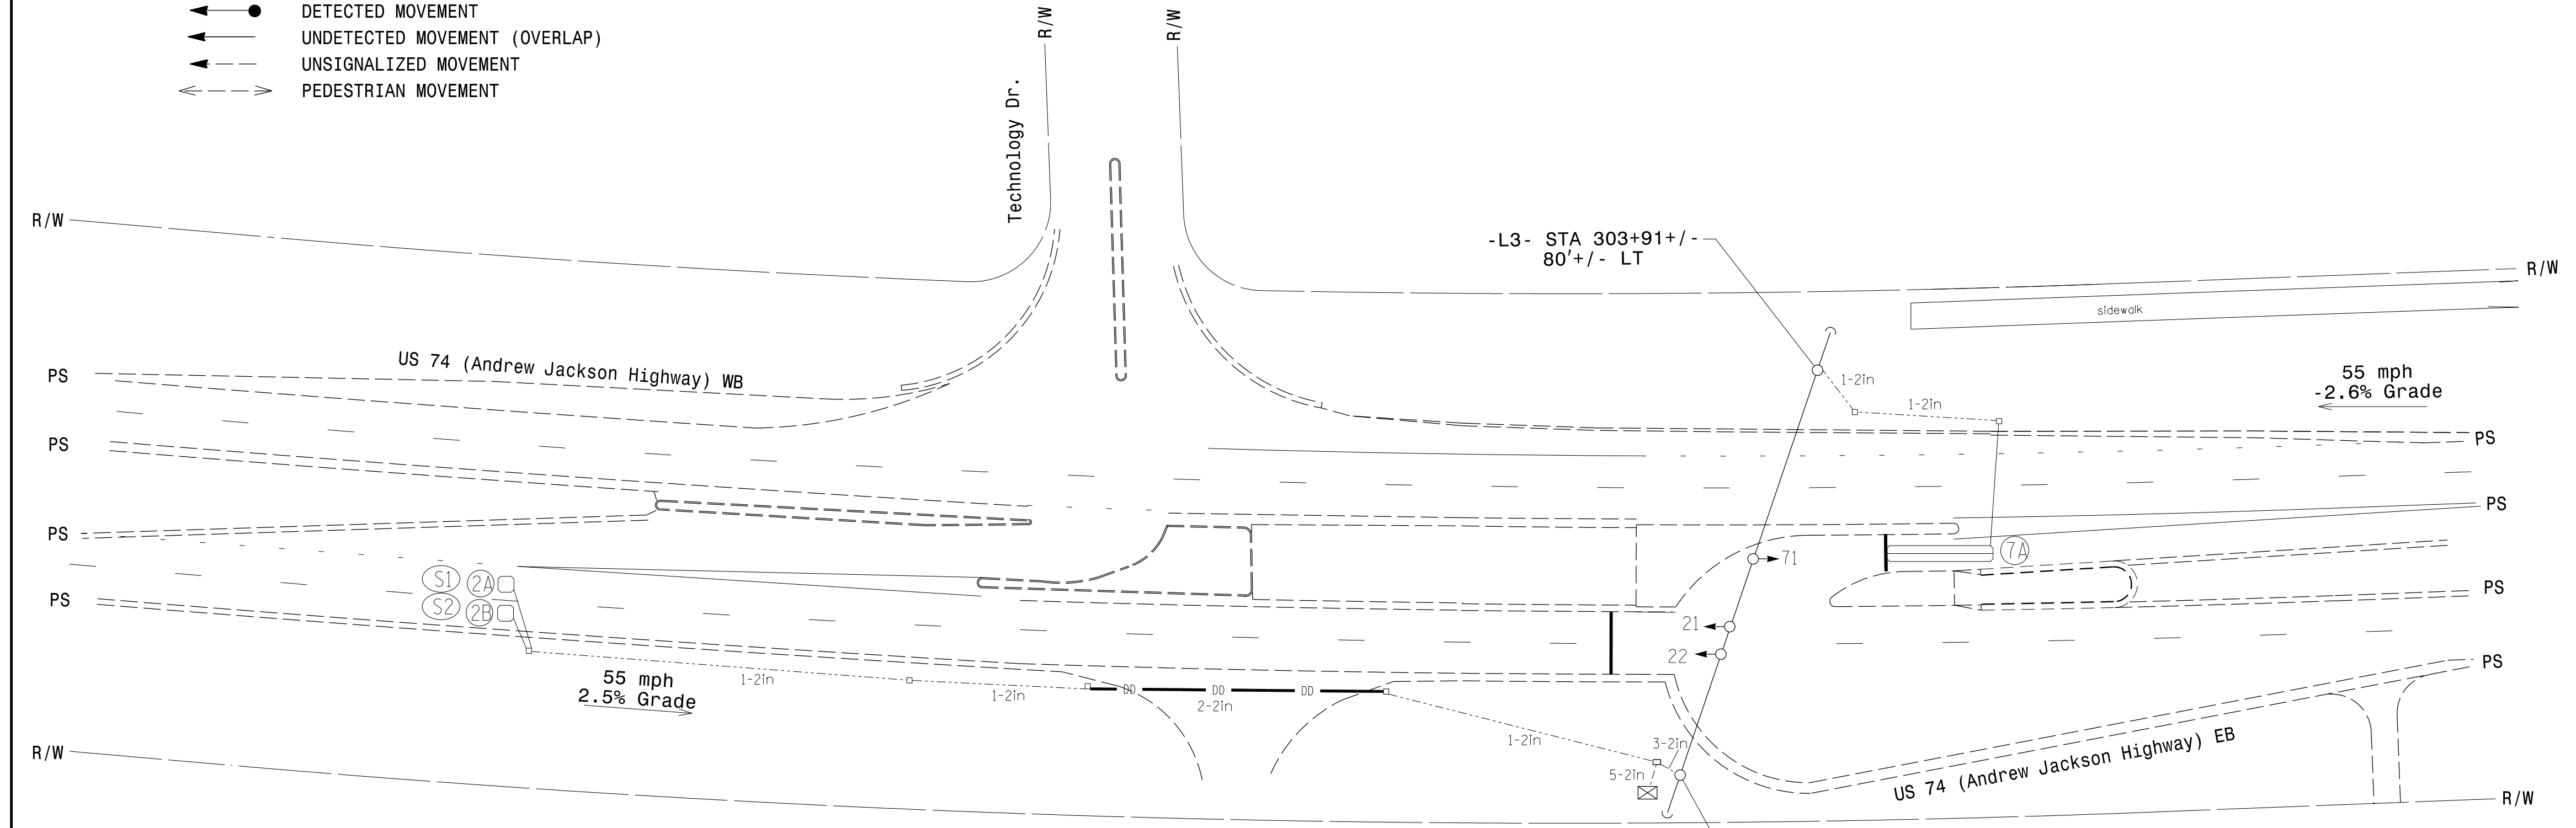 DETECTED MOVEMENT
UNDETECTED MOVEMENT (OVERLAP)
UNSIGNALIZED MOVEMENT
PEDESTRIAN MOVEMENT
R/W
R/W
Technology Dr.
R/W
-L3- STA 303+91+/-
80'+/- LT
R/W
sidewalk
US 74 (Andrew Jackson Highway) WB
PS
1-2in
1-2in
55 mph
-2.6% Grade
PS
PS
PS
PS
7A
71
S1
2A
S2
2B
PS
PS
21
22
PS
55 mph
2.5% Grade
1-2in
1-2in
DD
DD
DD
2-2in
1-2in
3-2in
5-2in
R/W
US 74 (Andrew Jackson Highway) EB
R/W